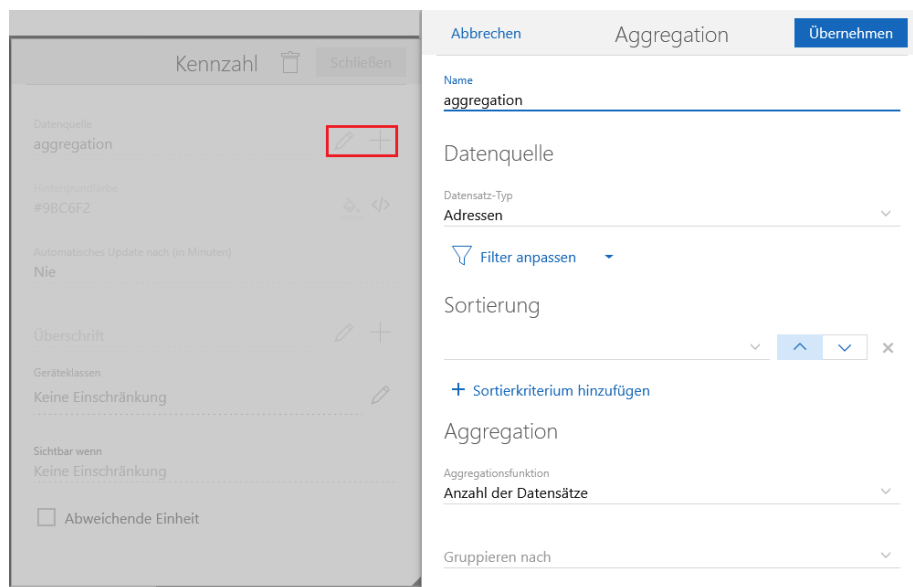 Kennzahl
Schließen
Datenquelle
aggregation
Hintergrundfarbe
#9BC6F2
Automatisches Update nach (in Minuten)
Nie
Überschrift
Geräteklassen
Keine Einschränkung
Sichtbar wenn
Keine Einschränkung
Abweichende Einheit
Abbrechen
Aggregation
Übernehmen
Name
aggregation
Datenquelle
Datensatz-Typ
Adressen
Filter anpassen
Sortierung
Sortierkriterium hinzufügen
Aggregation
Aggregationsfunktion
Anzahl der Datensätze
Gruppieren nach